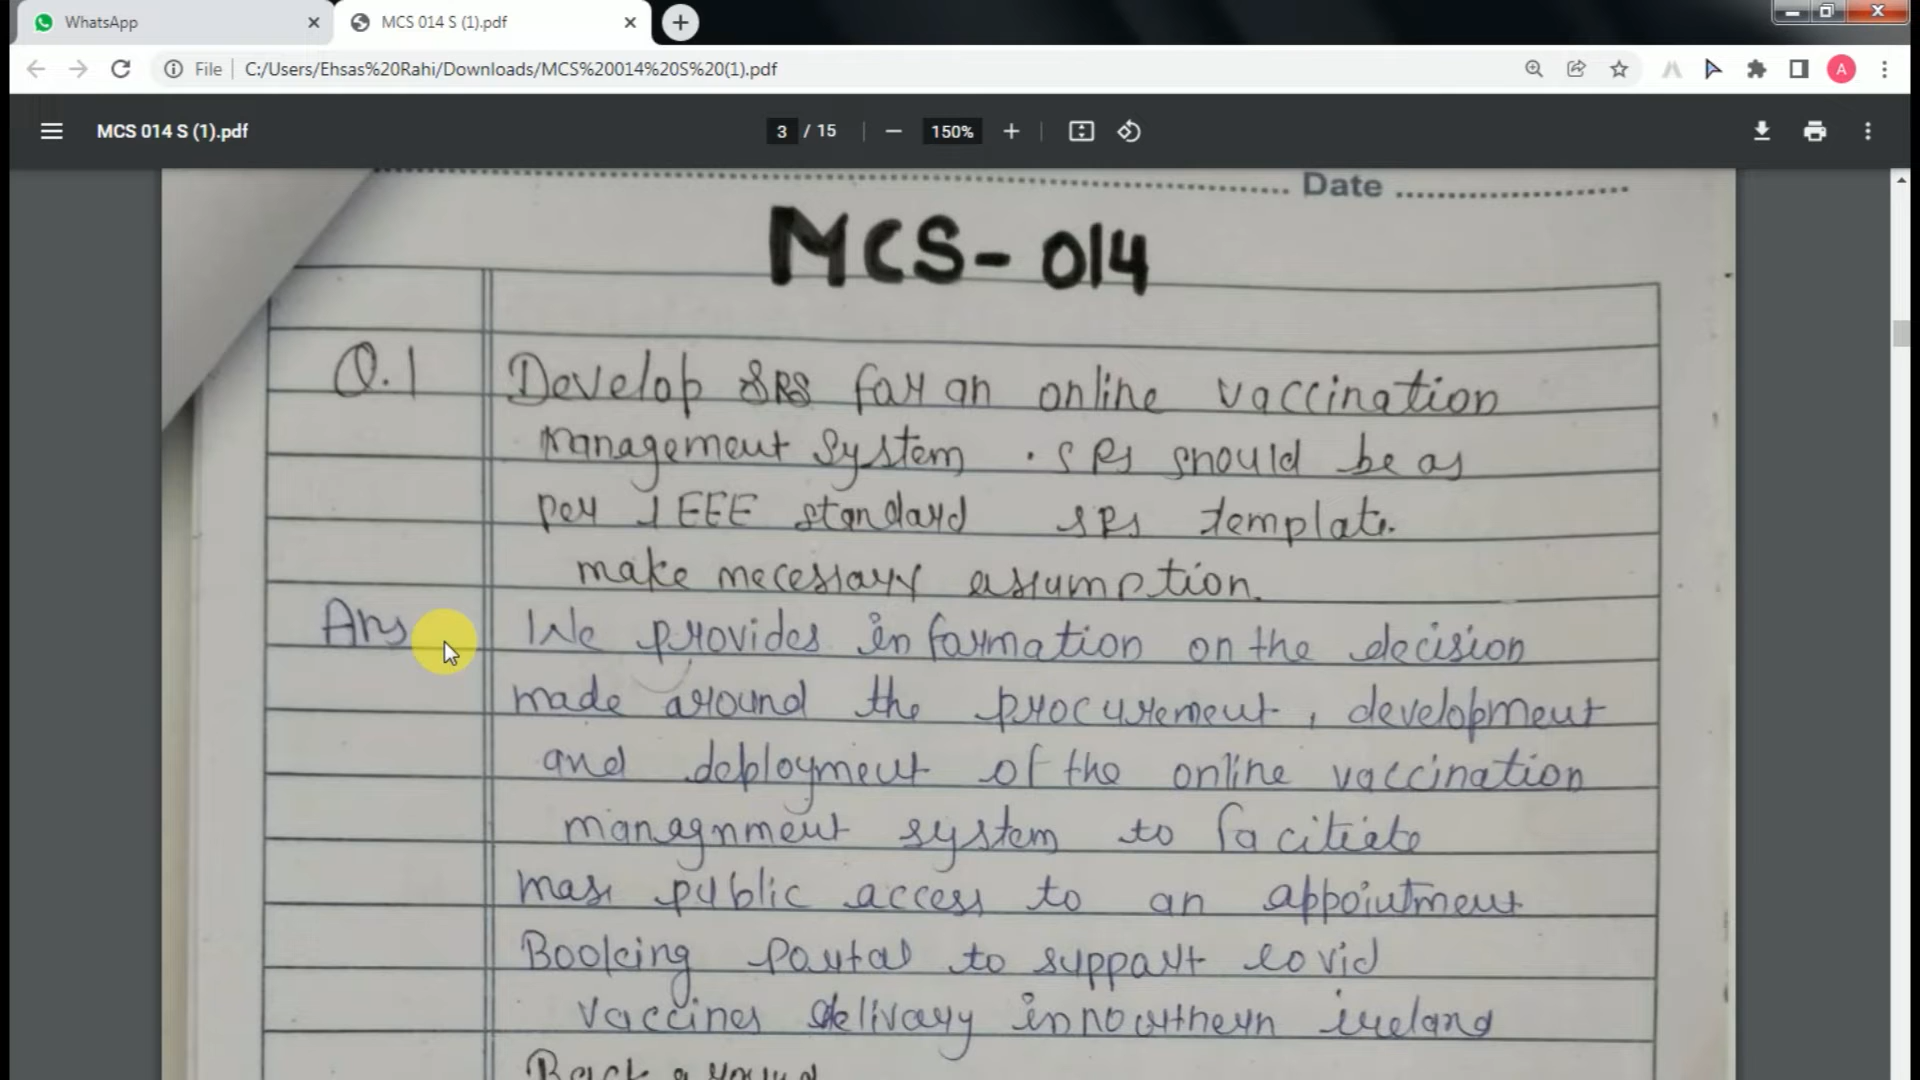 WhatsApp
MCS 014 S (1).pdf
File
C:/Users/Ehsas%20Rahi/Downloads/MCS%20014%20S%20(1).pdf
A
MCS 014 S (1).pdf
3 / 15
150%
Date
MCS-014
Q.1 Develop SRS for an online vaccination
management System . SRS should be as
per IEEE standard SRS template.
make necessary asumption.
Ans We provides information on the decision
made around the procurement, development
and deployment of the online vaccination
managnment system to facitiete
mass public access to an appointment
Booking Portal to support covid
vaccines delivary in northern ireland
Back ground